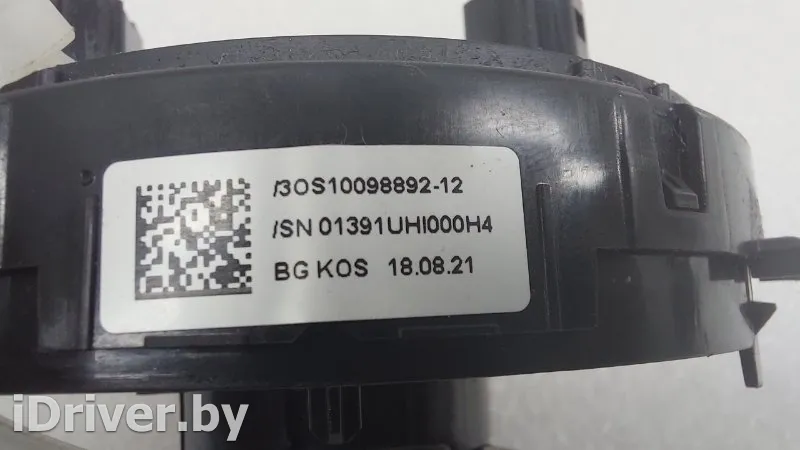 /3OS10098892-12
/SN 01391UHI000H4
BG KOS 18.08.21
iDriver.by